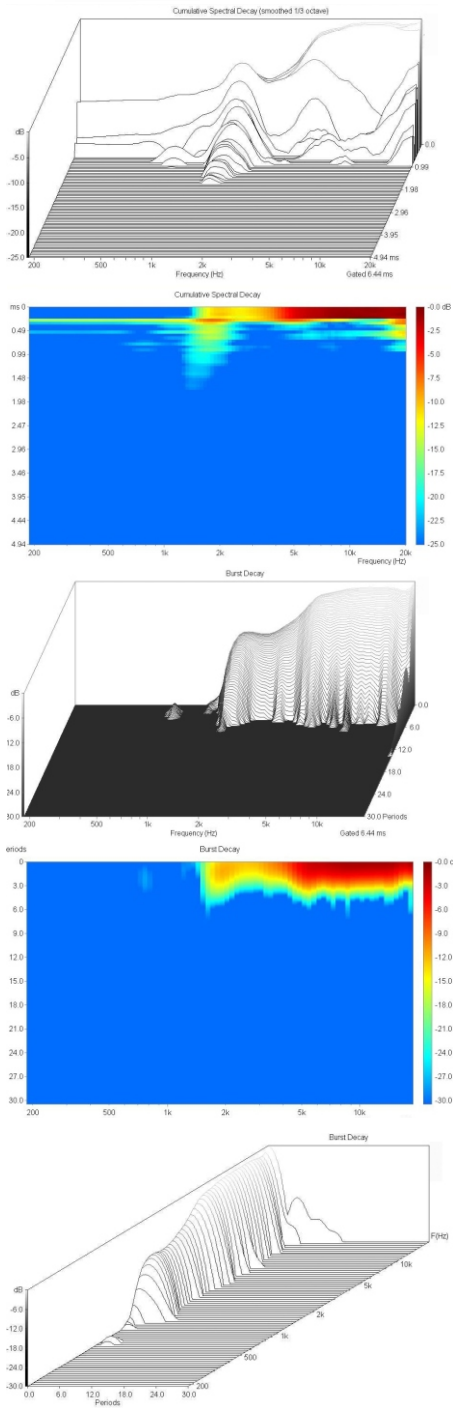 Cumulative Spectral Decay (smoothed 1/3 octave)
dB
-5.0
-10.0
-15.0
-20.0
-25.0
0.0
0.99
1.98
2.96
3.95
4.94 ms
200 500 1k 2k 5k 10k 20k
Frequency (Hz) Gated 6.44 ms
Cumulative Spectral Decay
ms 0
0.49
0.99
1.48
1.98
2.47
2.96
3.46
3.95
4.44
4.94
200 500 1k 2k 5k 10k 20k
Frequency (Hz)
-0.0 dB
-2.5
-5.0
-7.5
-10.0
-12.5
-15.0
-17.5
-20.0
-22.5
-25.0
Burst Decay
dB
-6.0
12.0
18.0
24.0
30.0
0.0
6.0
12.0
18.0
24.0
30.0 Periods
200 500 1k 2k 5k 10k
Frequency (Hz) Gated 6.44 ms
eriods Burst Decay
0
3.0
6.0
9.0
12.0
15.0
18.0
21.0
24.0
27.0
30.0
200 500 1k 2k 5k 10k
-0.0 d
-3.0
-6.0
-9.0
-12.0
-15.0
-18.0
-21.0
-24.0
-27.0
-30.0
Burst Decay
F(Hz)
10k
5k
2k
1k
500
200
dB
-6.0
-12.0
-18.0
-24.0
-30.0
0.0 6.0 12.0 18.0 24.0 30.0
Periods